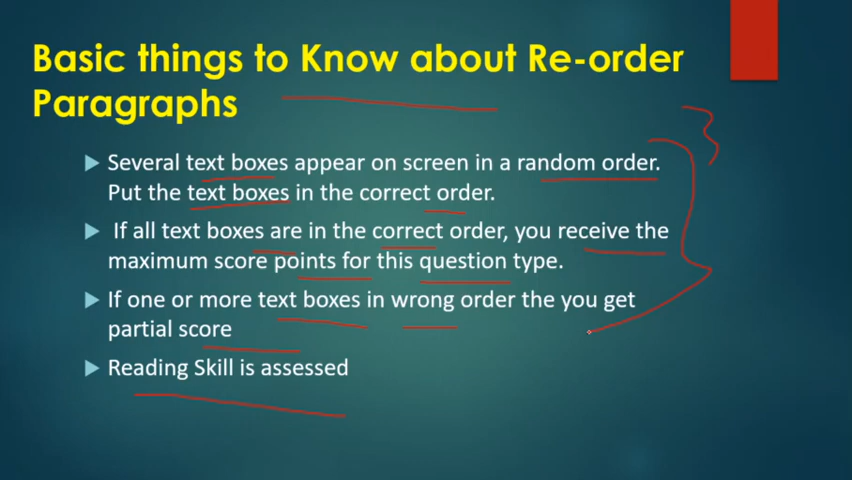 Basic things to Know about Re-order
Paragraphs
Several text boxes appear on screen in a random order.
Put the text boxes in the correct order.
If all text boxes are in the correct order, you receive the
maximum score points for this question type.
If one or more text boxes in wrong order the you get
partial score
Reading Skill is assessed